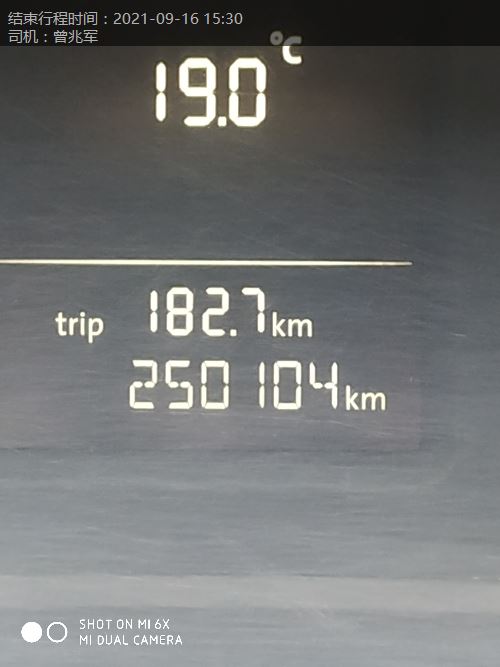 结束行程时间：2021-09-16 15:30
司机：曾兆军
19.0°C
trip 182.7km
250104km
SHOT ON MI 6X
MI DUAL CAMERA